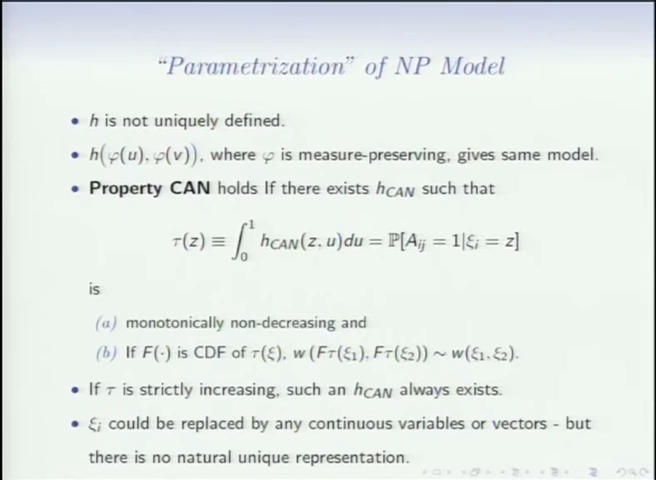 “Parametrization” of NP Model
• h is not uniquely defined.
• h(φ(u), φ(v)), where φ is measure-preserving, gives same model.
• Property CAN holds If there exists h_CAN such that
τ(z) ≡ ∫₀¹ h_CAN(z, u)du = ℙ[A_ij = 1|ξ_i = z]
is
(a) monotonically non-decreasing and
(b) If F(·) is CDF of τ(ξ), w(Fτ(ξ₁), Fτ(ξ₂)) ∼ w(ξ₁, ξ₂).
• If τ is strictly increasing, such an h_CAN always exists.
• ξ_i could be replaced by any continuous variables or vectors - but
there is no natural unique representation.